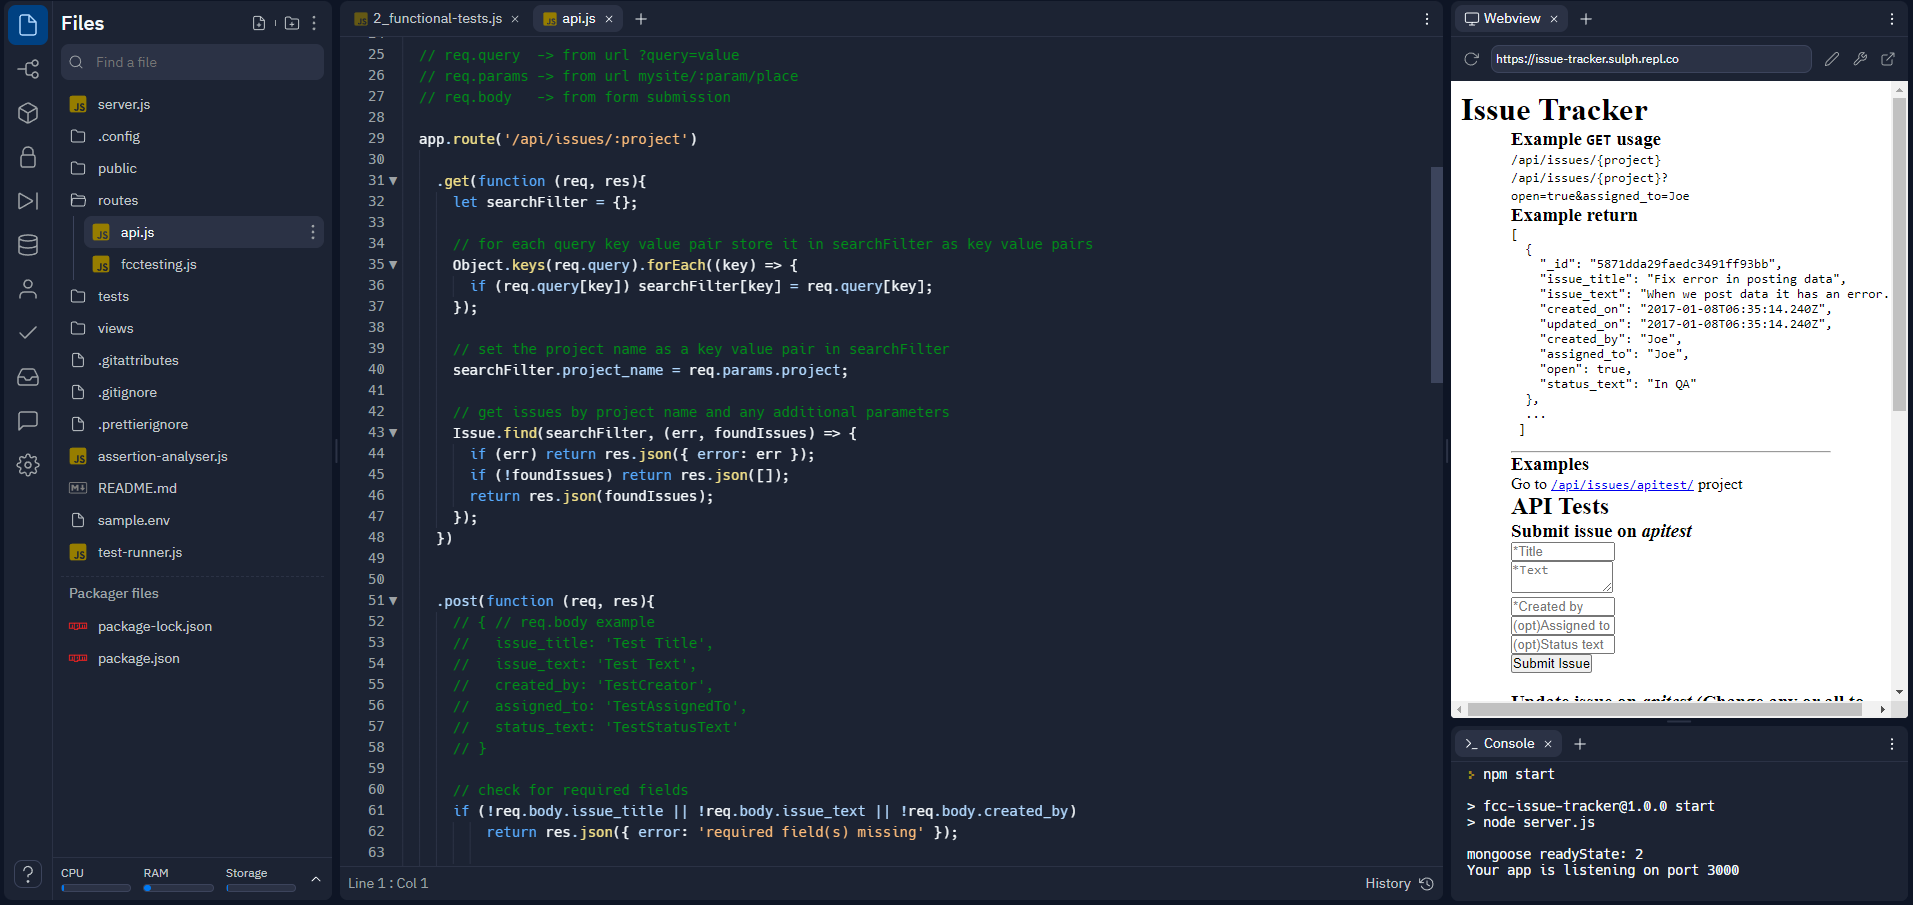 Files
Find a file
server.js
.config
public
routes
api.js
fcctesting.js
tests
views
.gitattributes
.gitignore
.prettierignore
assertion-analyser.js
README.md
sample.env
test-runner.js
Packager files
package-lock.json
package.json
CPU RAM Storage
2_functional-tests.js × api.js × +
25 // req.query  -> from url ?query=value
26 // req.params -> from url mysite/:param/place
27 // req.body   -> from form submission
28
29 app.route('/api/issues/:project')
30
31 .get(function (req, res){
32 let searchFilter = {};
33
34 // for each query key value pair store it in searchFilter as key value pairs
35 Object.keys(req.query).forEach((key) => {
36 if (req.query[key]) searchFilter[key] = req.query[key];
37 });
38
39 // set the project name as a key value pair in searchFilter
40 searchFilter.project_name = req.params.project;
41
42 // get issues by project name and any additional parameters
43 Issue.find(searchFilter, (err, foundIssues) => {
44 if (err) return res.json({ error: err });
45 if (!foundIssues) return res.json([]);
46 return res.json(foundIssues);
47 });
48 })
49
50
51 .post(function (req, res){
52 // { // req.body example
53 //   issue_title: 'Test Title',
54 //   issue_text: 'Test Text',
55 //   created_by: 'TestCreator',
56 //   assigned_to: 'TestAssignedTo',
57 //   status_text: 'TestStatusText'
58 // }
59
60 // check for required fields
61 if (!req.body.issue_title || !req.body.issue_text || !req.body.created_by)
62 return res.json({ error: 'required field(s) missing' });
63
Line 1 : Col 1 History
Webview × +
https://issue-tracker.sulph.repl.co
Issue Tracker
Example GET usage
/api/issues/{project}
/api/issues/{project}?
open=true&assigned_to=Joe
Example return
[
{
"_id": "5871dda29faedc3491ff93bb",
"issue_title": "Fix error in posting data",
"issue_text": "When we post data it has an error.
"created_on": "2017-01-08T06:35:14.240Z",
"updated_on": "2017-01-08T06:35:14.240Z",
"created_by": "Joe",
"assigned_to": "Joe",
"open": true,
"status_text": "In QA"
},
...
]
Examples
Go to /api/issues/apitest/ project
API Tests
Submit issue on apitest
*Title
*Text
*Created by
(opt)Assigned to
(opt)Status text
Submit Issue
Update issue on apitest (Change any or all to
Console × +
npm start
> fcc-issue-tracker@1.0.0 start
> node server.js
mongoose readyState: 2
Your app is listening on port 3000